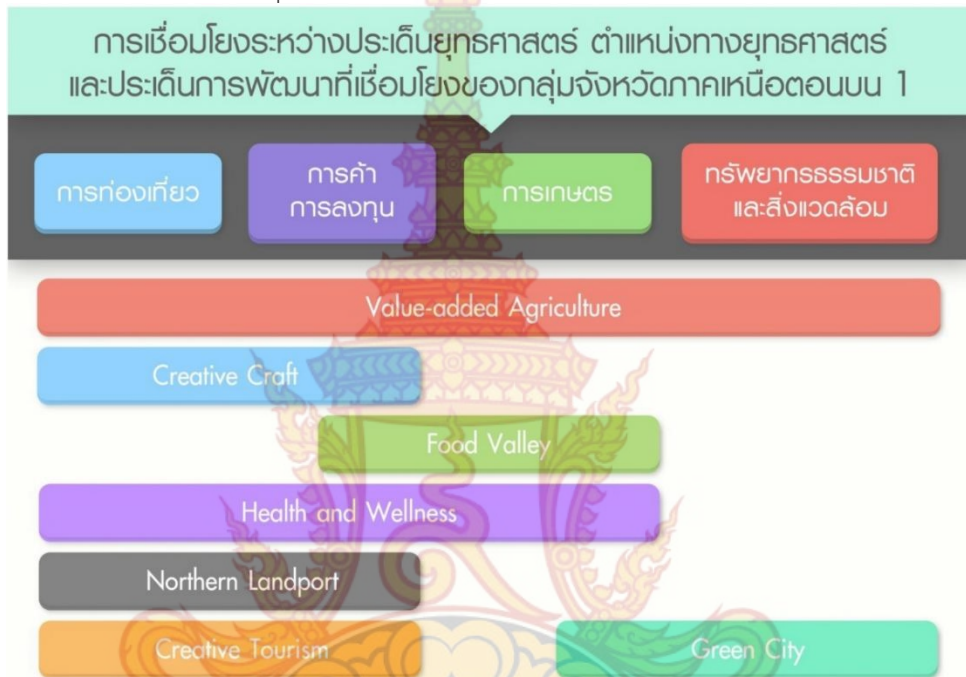 การเชื่อมโยงระหว่างประเด็นยุทธศาสตร์ ตำแหน่งทางยุทธศาสตร์
และประเด็นการพัฒนาที่เชื่อมโยงของกลุ่มจังหวัดภาคเหนือตอนบน 1
การท่องเที่ยว
การค้า
การลงทุน
การเกษตร
ทรัพยากรธรรมชาติ
และสิ่งแวดล้อม
Value-added Agriculture
Creative Craft
Food Valley
Health and Wellness
Northern Landport
Creative Tourism
Green City